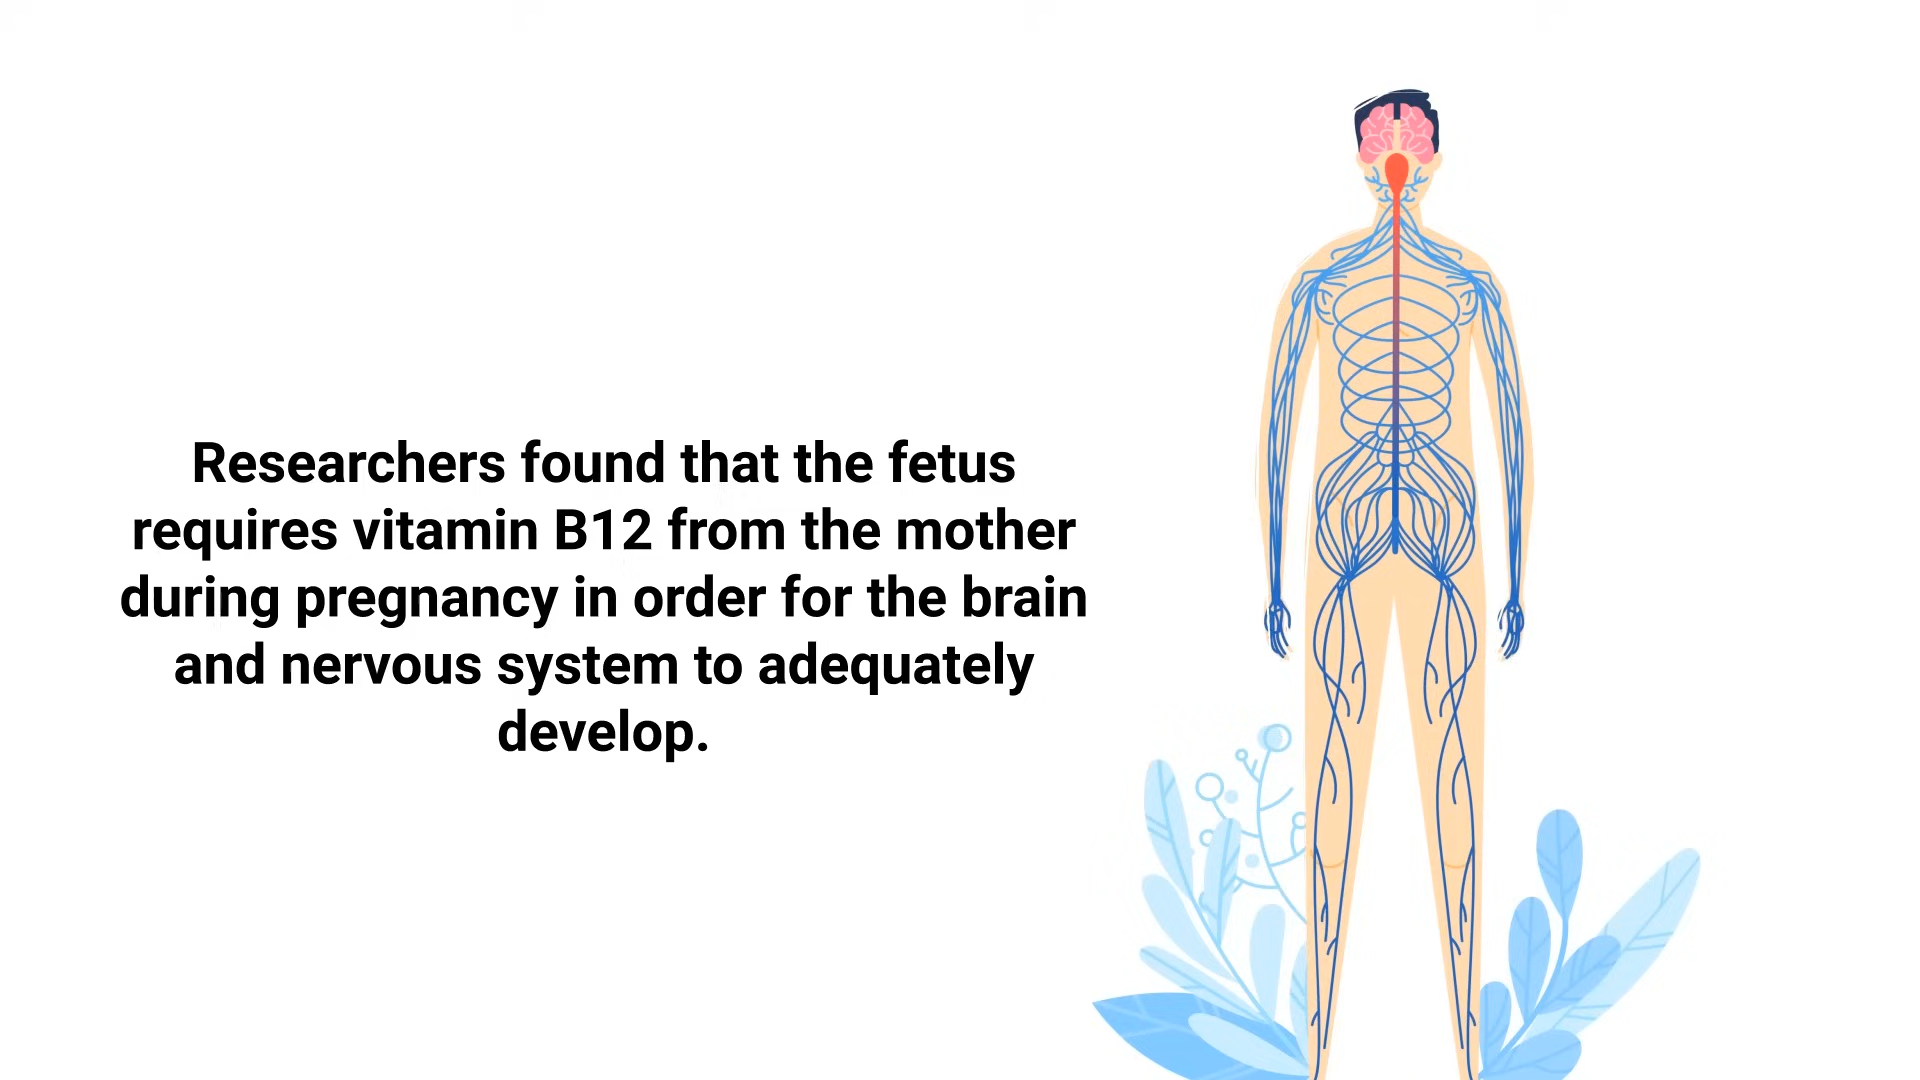 Researchers found that the fetus
requires vitamin B12 from the mother
during pregnancy in order for the brain
and nervous system to adequately
develop.